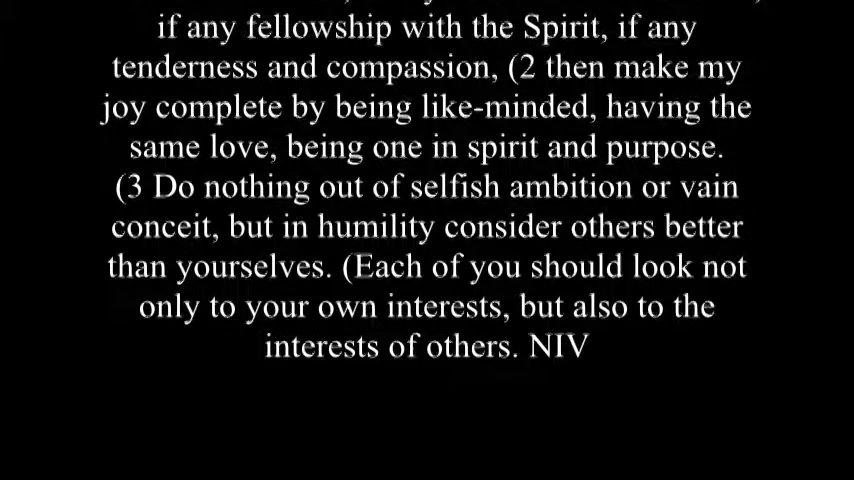 if any fellowship with the Spirit, if any
tenderness and compassion, (2 then make my
joy complete by being like-minded, having the
same love, being one in spirit and purpose.
(3 Do nothing out of selfish ambition or vain
conceit, but in humility consider others better
than yourselves. (Each of you should look not
only to your own interests, but also to the
interests of others. NIV